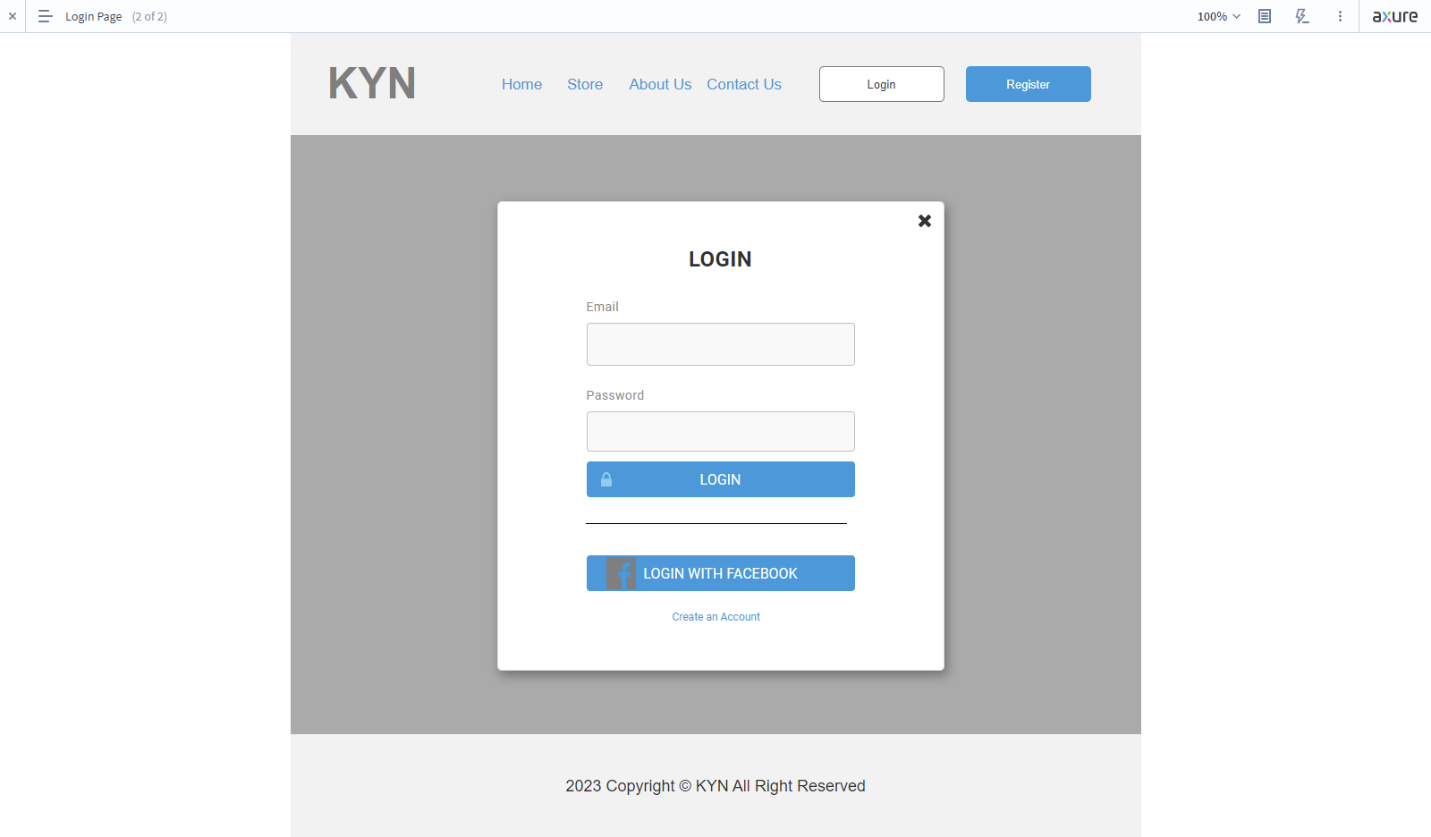 Login Page (2 of 2) 100% axure
KYN Home Store About Us Contact Us Login Register
LOGIN
Email
Password
LOGIN
LOGIN WITH FACEBOOK
Create an Account
2023 Copyright © KYN All Right Reserved